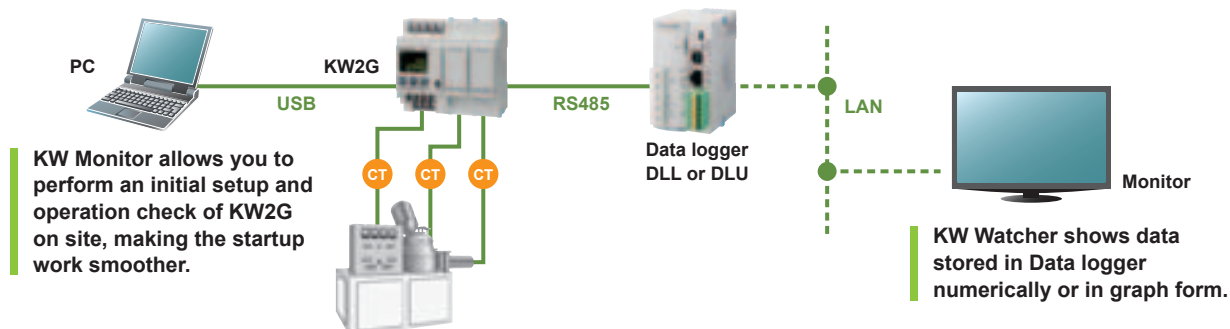 PC
USB
KW2G
RS485
Data logger
DLL or DLU
LAN
Monitor
CT
CT
CT
KW Monitor allows you to
perform an initial setup and
operation check of KW2G
on site, making the startup
work smoother.
KW Watcher shows data
stored in Data logger
numerically or in graph form.